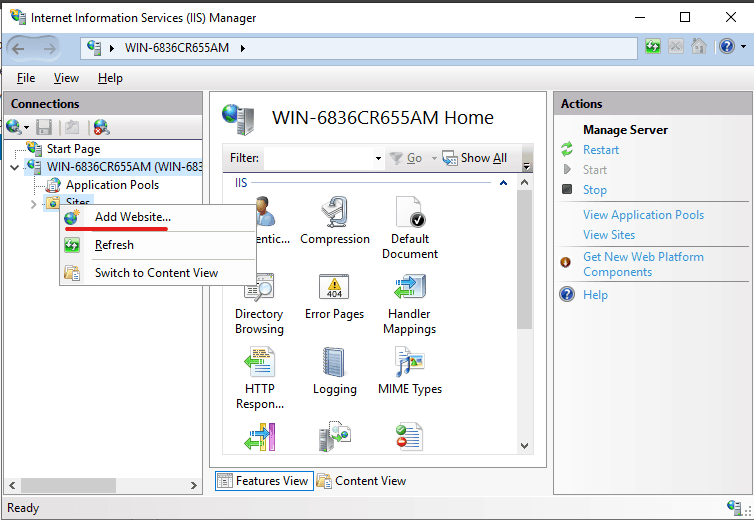 Internet Information Services (IIS) Manager
WIN-6836CR655AM
File View Help
Connections
Start Page
WIN-6836CR655AM (WIN-683
Application Pools
Sites
Add Website...
Refresh
Switch to Content View
WIN-6836CR655AM Home
Filter: Go Show All
IIS
entic... Compression Default Document
Directory Browsing Error Pages 404 Handler Mappings
HTTP Respon... Logging MIME Types
Features View Content View
Actions
Manage Server
Restart
Start
Stop
View Application Pools
View Sites
Get New Web Platform
Components
Help
Ready